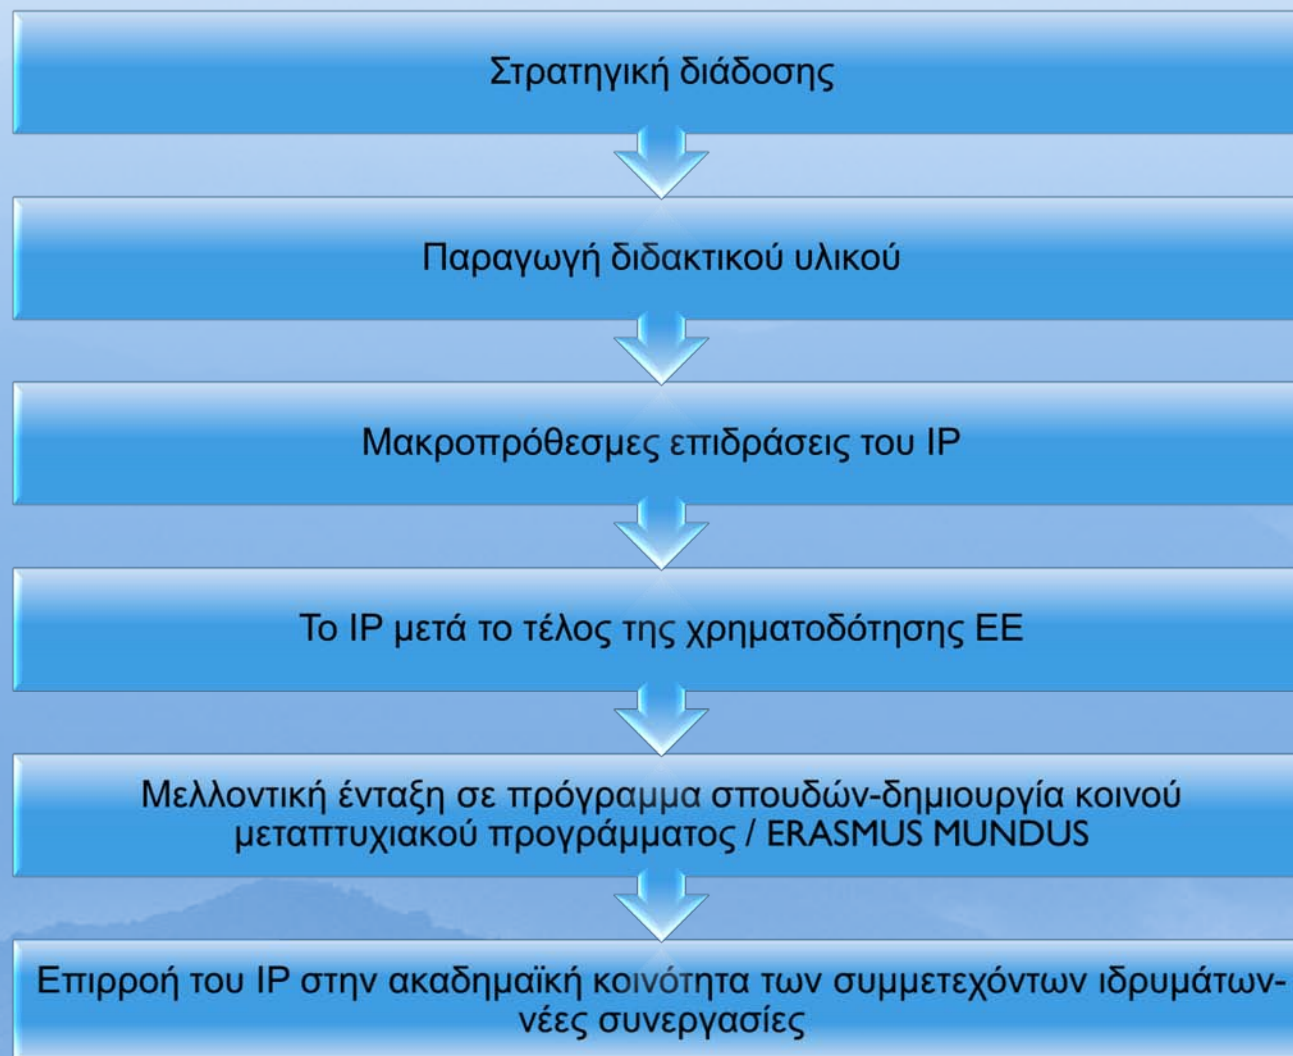 Στρατηγική διάδοσης
Παραγωγή διδακτικού υλικού
Μακροπρόθεσμες επιδράσεις του IP
Το IP μετά το τέλος της χρηματοδότησης ΕΕ
Μελλοντική ένταξη σε πρόγραμμα σπουδών-δημιουργία κοινού
μεταπτυχιακού προγράμματος / ERASMUS MUNDUS
Επιρροή του IP στην ακαδημαϊκή κοινότητα των συμμετεχόντων ιδρυμάτων-
νέες συνεργασίες